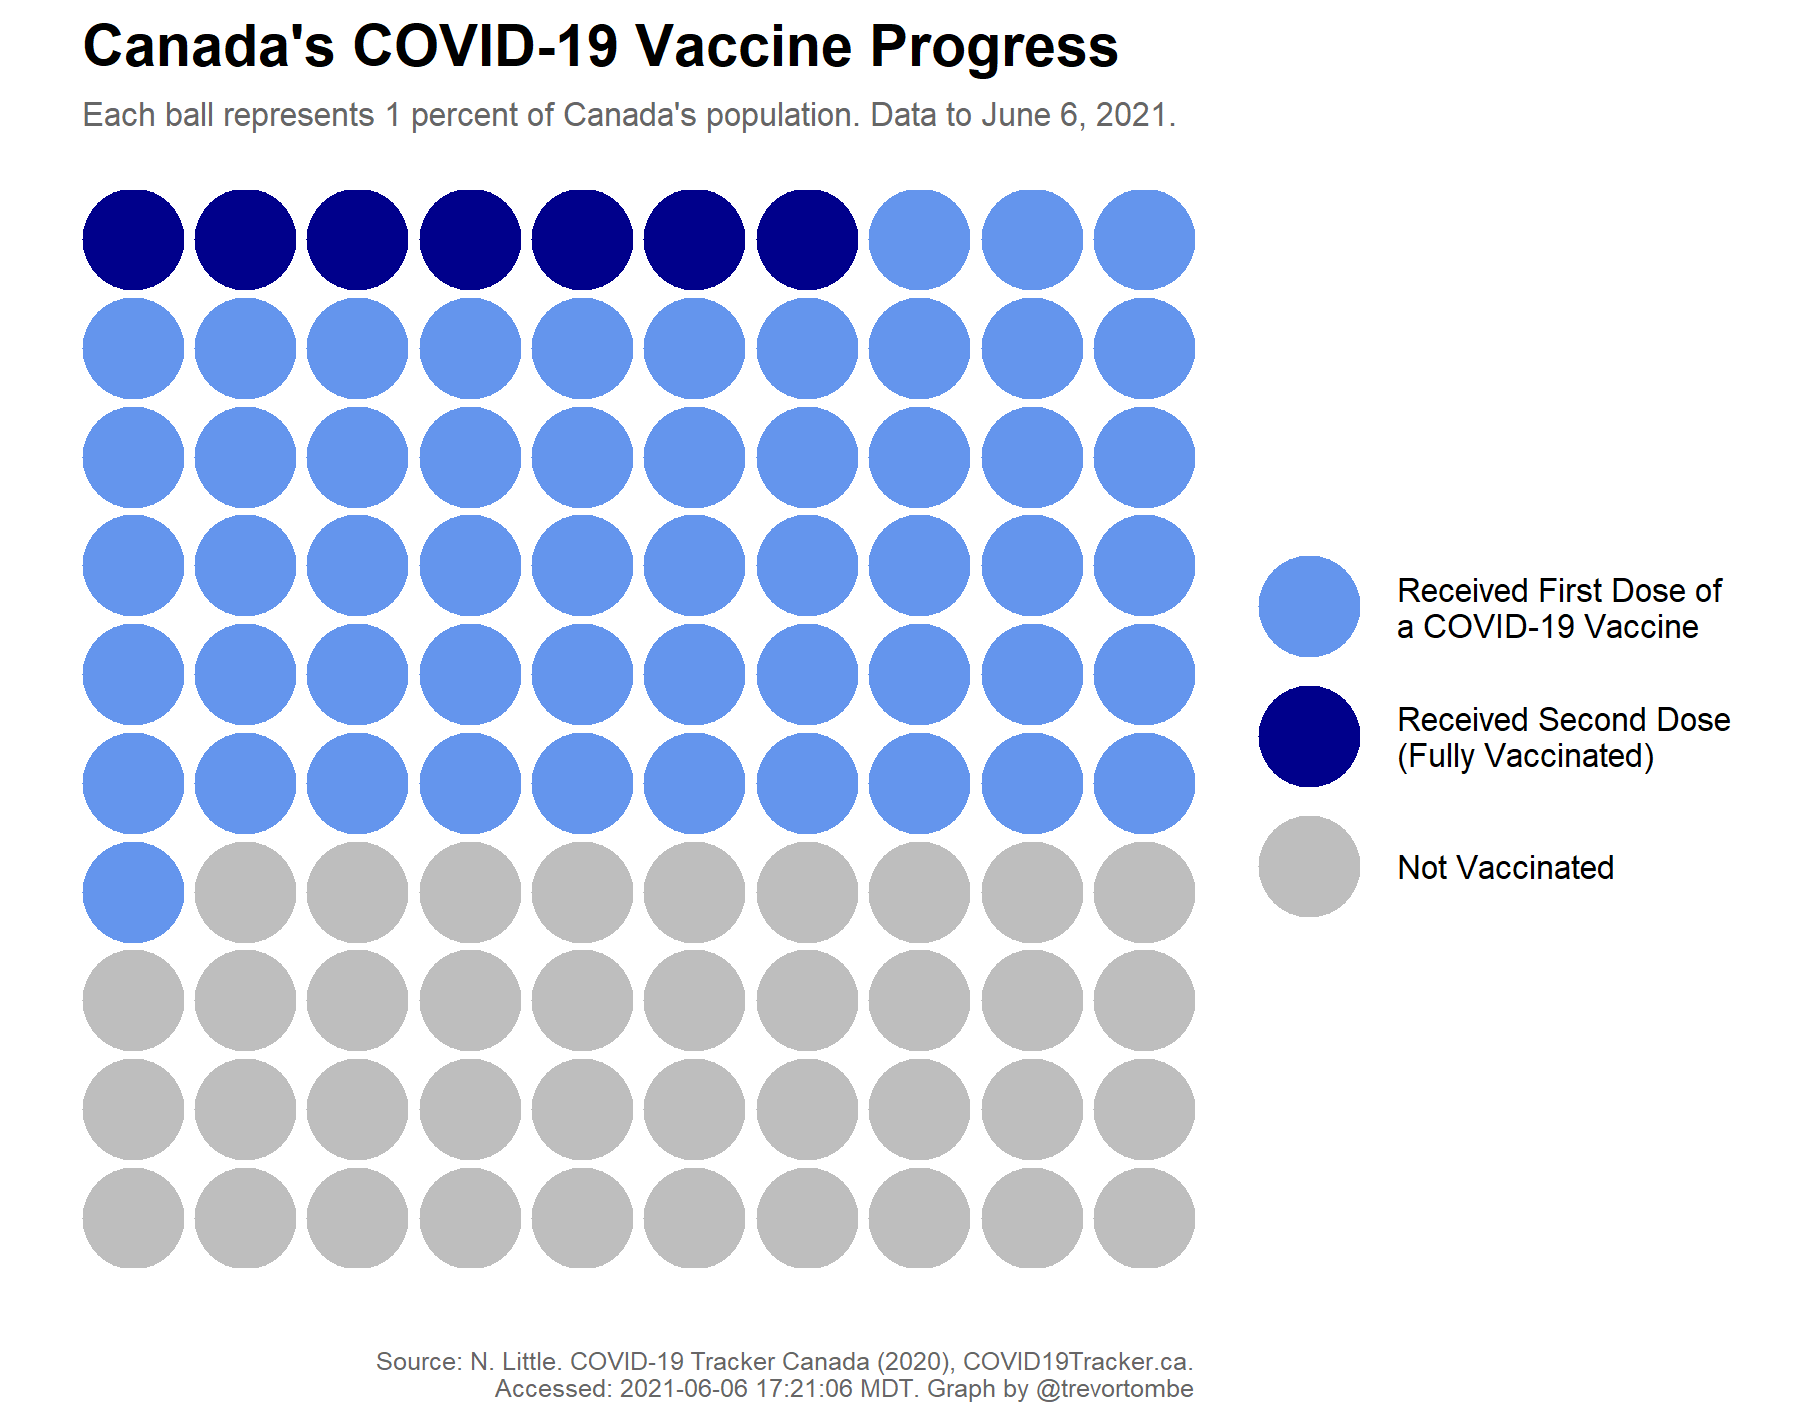 Canada's COVID-19 Vaccine Progress
Each ball represents 1 percent of Canada's population. Data to June 6, 2021.
Received First Dose of
a COVID-19 Vaccine
Received Second Dose
(Fully Vaccinated)
Not Vaccinated
Source: N. Little. COVID-19 Tracker Canada (2020), COVID19Tracker.ca.
Accessed: 2021-06-06 17:21:06 MDT. Graph by @trevortombe